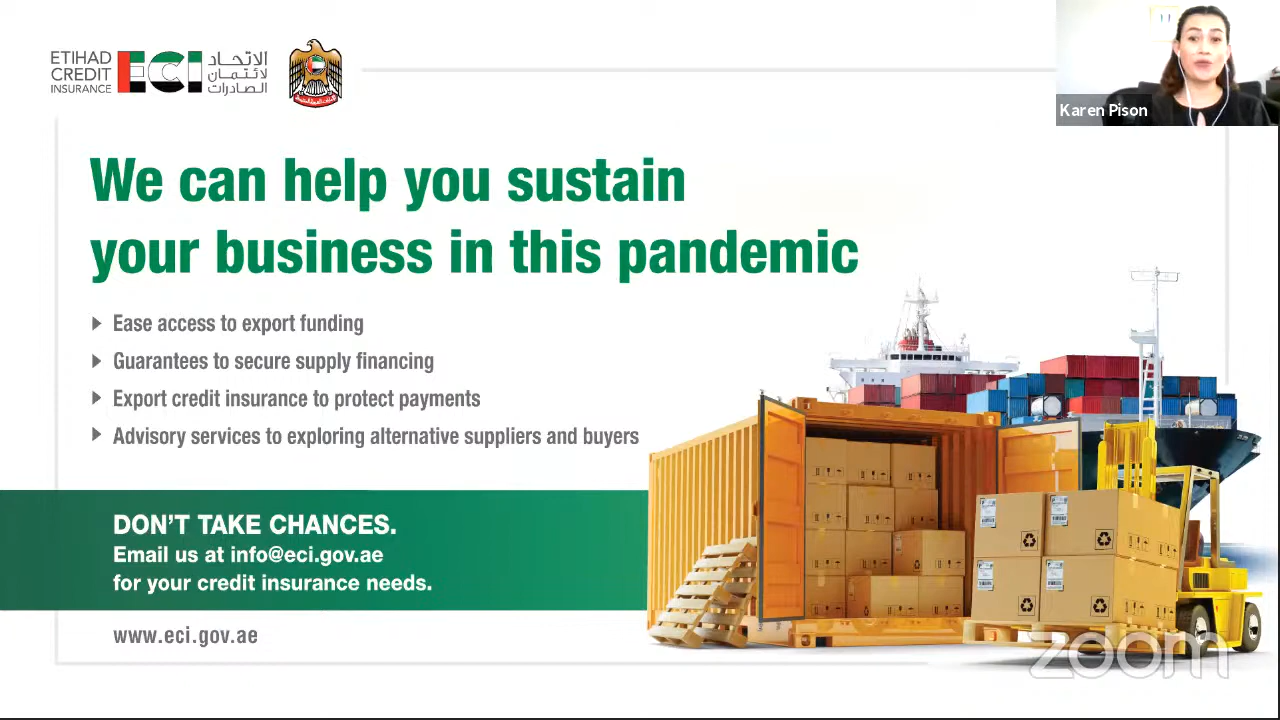 ETIHAD
CREDIT
INSURANCE
ECI
الاتحاد
لائتمان
الصادرات
Karen Pison
We can help you sustain
your business in this pandemic
Ease access to export funding
Guarantees to secure supply financing
Export credit insurance to protect payments
Advisory services to exploring alternative suppliers and buyers
DON'T TAKE CHANCES.
Email us at info@eci.gov.ae
for your credit insurance needs.
www.eci.gov.ae
zoom